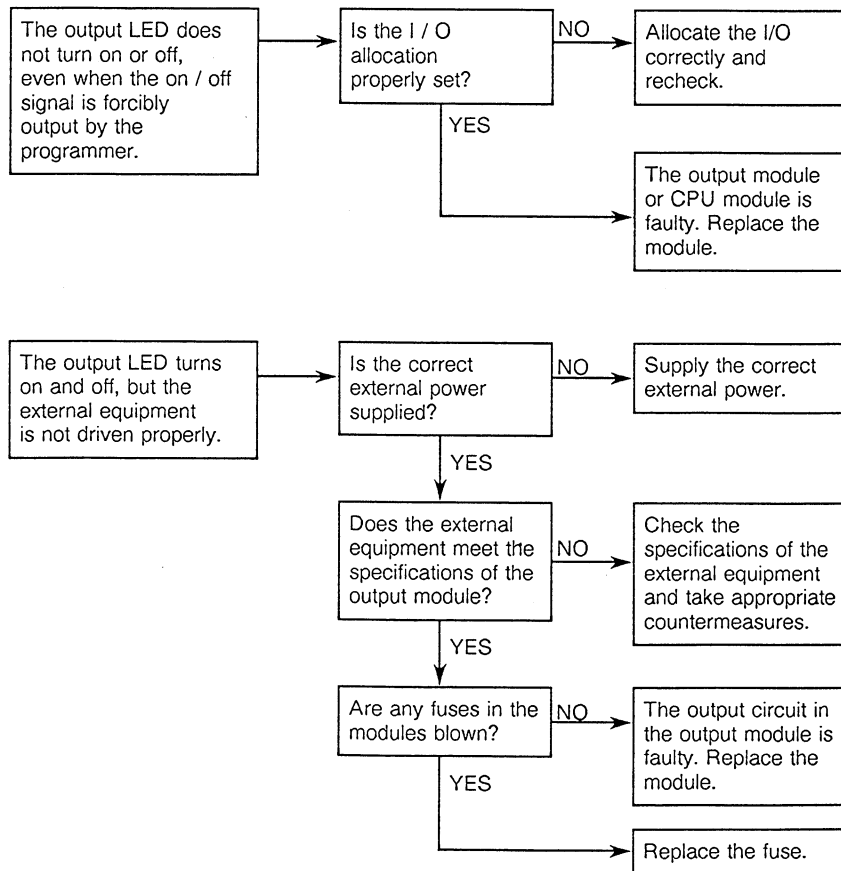 The output LED does
not turn on or off,
even when the on / off
signal is forcibly
output by the
programmer.
Is the I / O
allocation
properly set?
NO
Allocate the I/O
correctly and
recheck.
YES
The output module
or CPU module is
faulty. Replace the
module.
The output LED turns
on and off, but the
external equipment
is not driven properly.
Is the correct
external power
supplied?
NO
Supply the correct
external power.
YES
Does the external
equipment meet the
specifications of the
output module?
NO
Check the
specifications of the
external equipment
and take appropriate
countermeasures.
YES
Are any fuses in the
modules blown?
NO
The output circuit in
the output module is
faulty. Replace the
module.
YES
Replace the fuse.